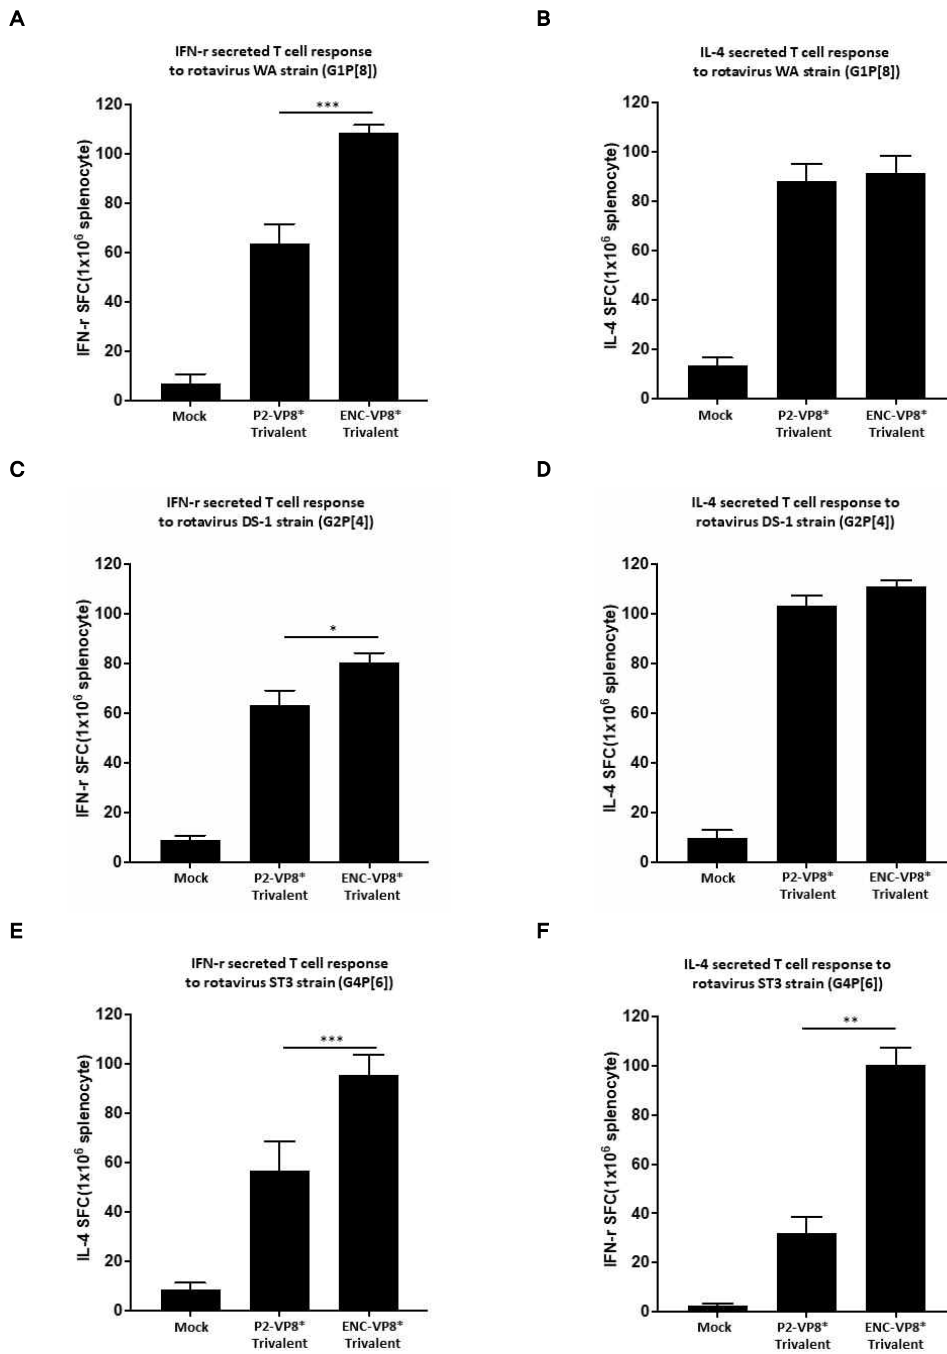 A
IFN-r secreted T cell response
to rotavirus WA strain (G1P[8])
120
100
80
60
40
20
0
IFN-r SFC(1x10⁶ splenocyte)
***
Mock
P2-VP8*
Trivalent
ENC-VP8*
Trivalent
B
IL-4 secreted T cell response
to rotavirus WA strain (G1P[8])
120
100
80
60
40
20
0
IL-4 SFC(1x10⁶ splenocyte)
Mock
P2-VP8*
Trivalent
ENC-VP8*
Trivalent
C
IFN-r secreted T cell response
to rotavirus DS-1 strain (G2P[4])
120
100
80
60
40
20
0
IFN-r SFC(1x10⁶ splenocyte)
*
Mock
P2-VP8*
Trivalent
ENC-VP8*
Trivalent
D
IL-4 secreted T cell response to
rotavirus DS-1 strain (G2P[4])
120
100
80
60
40
20
0
IL-4 SFC(1x10⁶ splenocyte)
Mock
P2-VP8*
Trivalent
ENC-VP8*
Trivalent
E
IFN-r secreted T cell response
to rotavirus ST3 strain (G4P[6])
120
100
80
60
40
20
0
IL-4 SFC(1x10⁶ splenocyte)
***
Mock
P2-VP8*
Trivalent
ENC-VP8*
Trivalent
F
IL-4 secreted T cell response to
rotavirus ST3 strain (G4P[6])
120
100
80
60
40
20
0
IFN-r SFC(1x10⁶ splenocyte)
**
Mock
P2-VP8*
Trivalent
ENC-VP8*
Trivalent